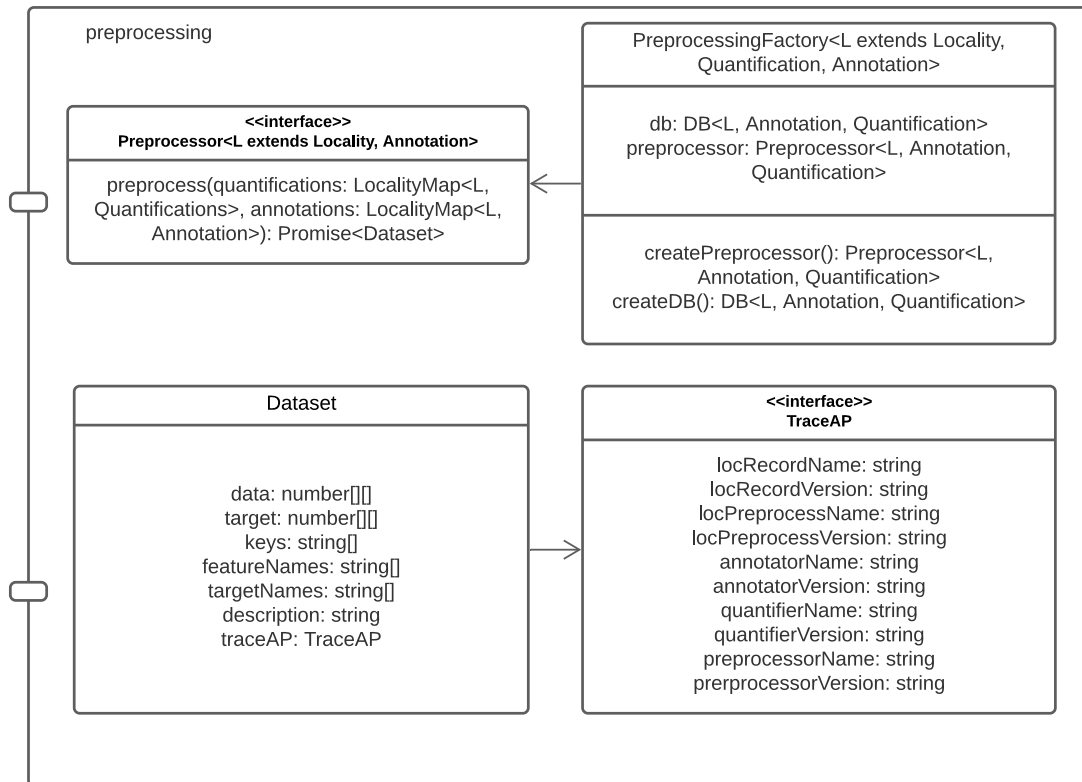 preprocessing
<<interface>>
Preprocessor<L extends Locality, Annotation>
preprocess(quantifications: LocalityMap<L,
Quantifications>, annotations: LocalityMap<L,
Annotation>): Promise<Dataset>
PreprocessingFactory<L extends Locality,
Quantification, Annotation>
db: DB<L, Annotation, Quantification>
preprocessor: Preprocessor<L, Annotation,
Quantification>
createPreprocessor(): Preprocessor<L,
Annotation, Quantification>
createDB(): DB<L, Annotation, Quantification>
Dataset
data: number[][]
target: number[][]
keys: string[]
featureNames: string[]
targetNames: string[]
description: string
traceAP: TraceAP
<<interface>>
TraceAP
locRecordName: string
locRecordVersion: string
locPreprocessName: string
locPreprocessVersion: string
annotatorName: string
annotatorVersion: string
quantifierName: string
quantifierVersion: string
preprocessorName: string
prerprocessorVersion: string